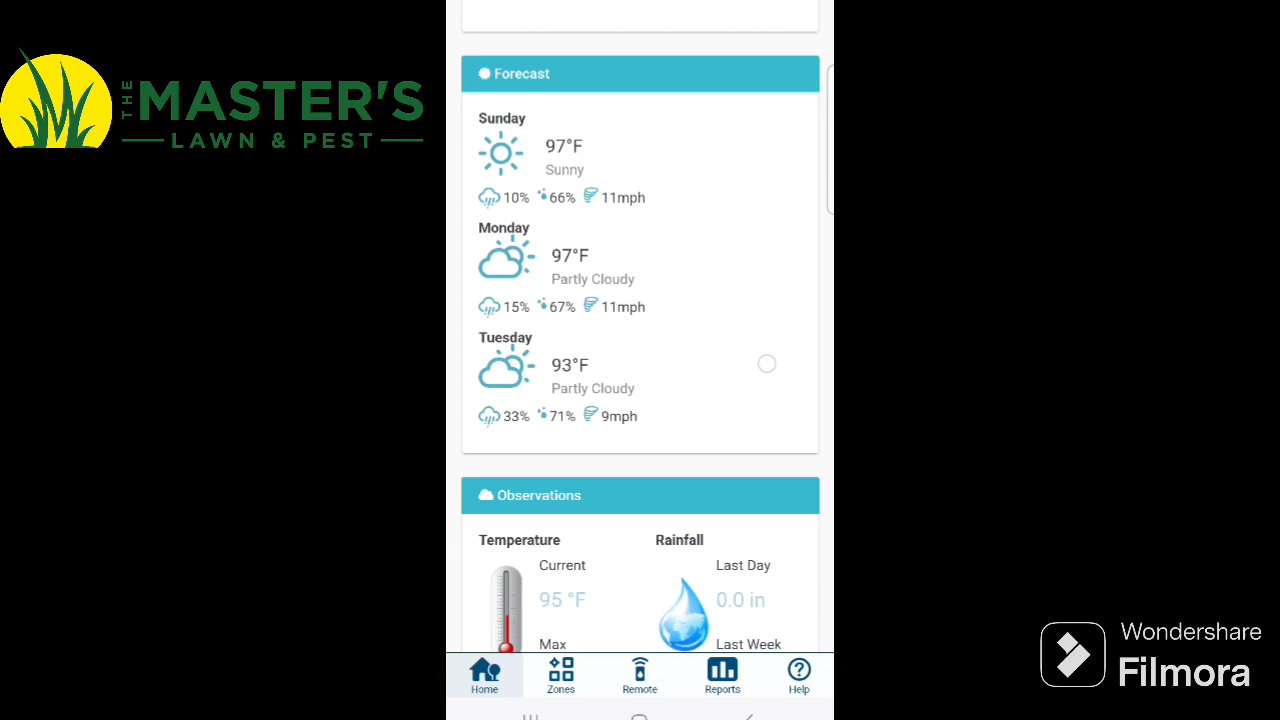 THE
MASTER'S
LAWN & PEST
Forecast
Sunday
97°F
Sunny
10% 66% 11mph
Monday
97°F
Partly Cloudy
15% 67% 11mph
Tuesday
93°F
Partly Cloudy
33% 71% 9mph
Observations
Temperature
Current
95 °F
Max
Rainfall
Last Day
0.0 in
Last Week
Home Zones Remote Reports Help
Wondershare
Filmora